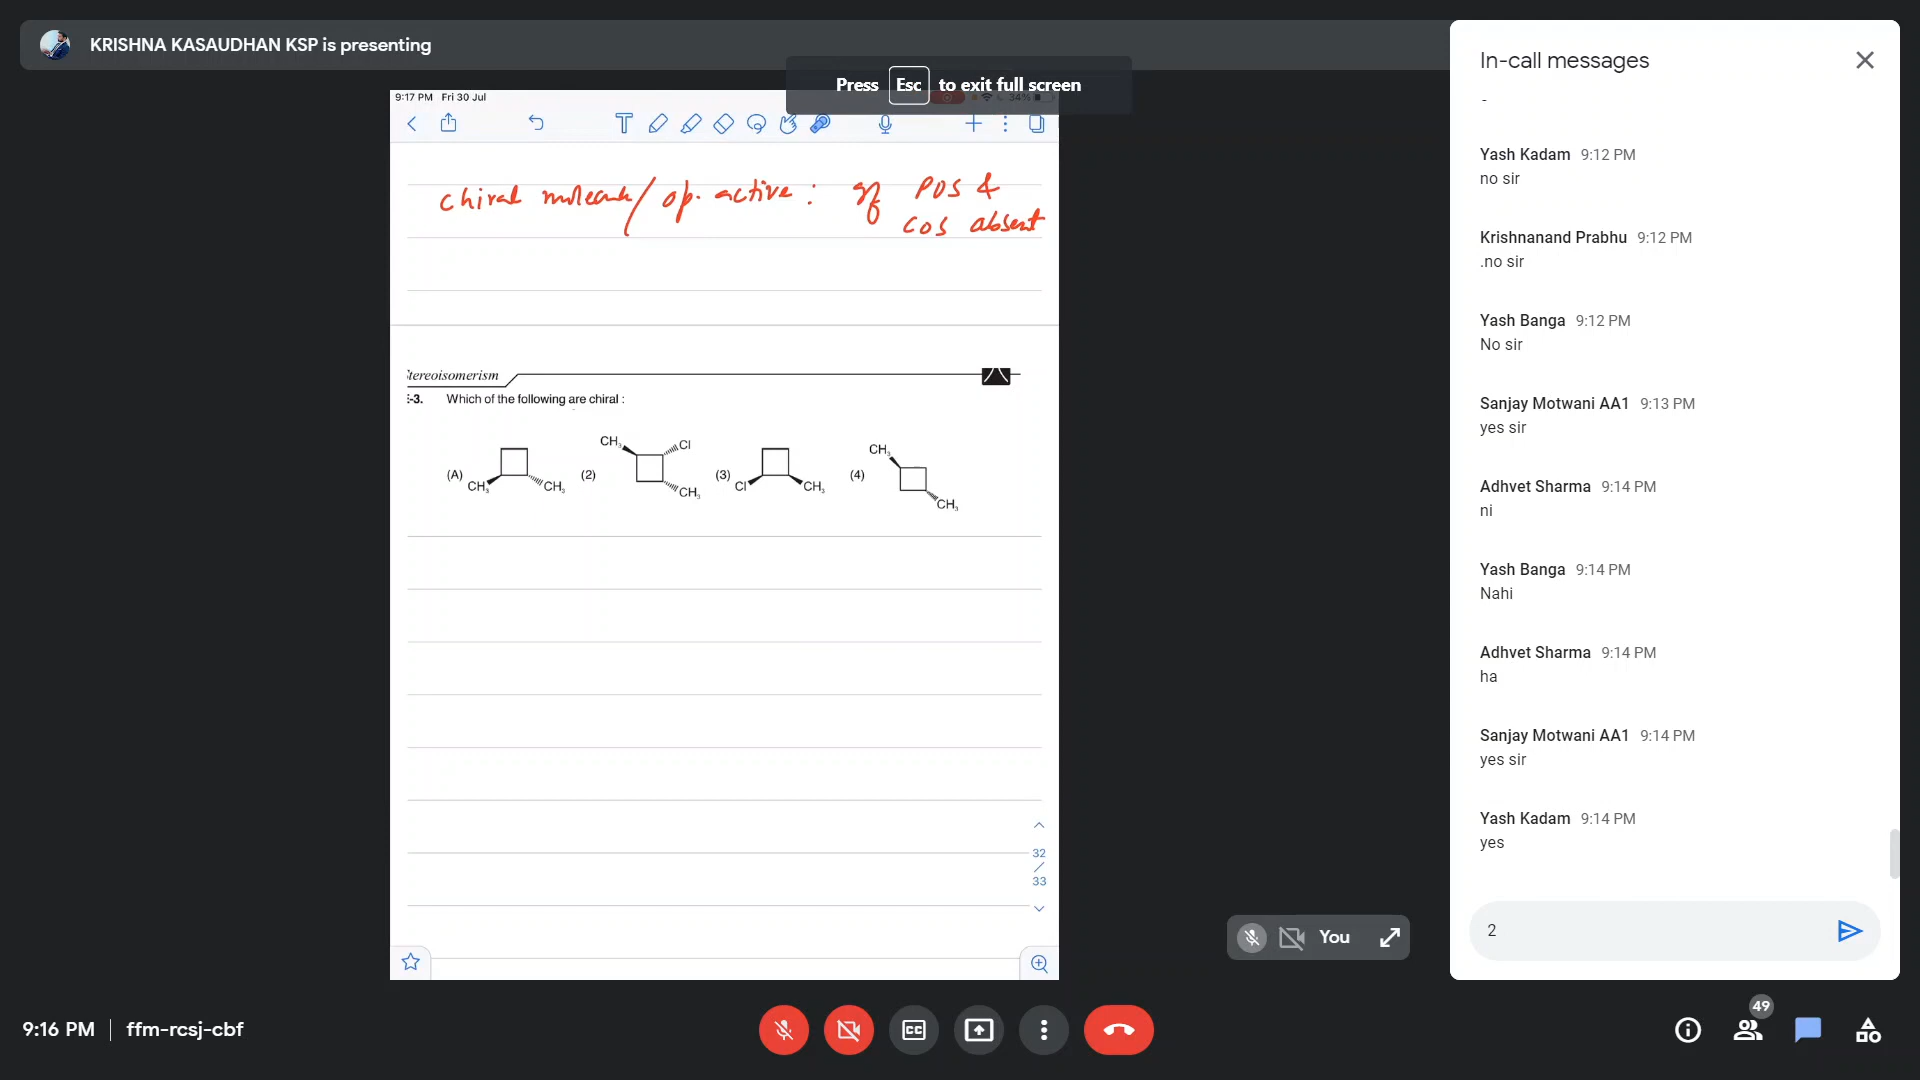 KRISHNA KASAUDHAN KSP is presenting
Press Esc to exit full screen
9:17 PM Fri 30 Jul
34%
chiral molecule/ op. active : if POS &
COS absent
tereoisomerism
-3. Which of the following are chiral :
(A) CH3 CH3 (2) CH3 Cl CH3 (3) Cl CH3 (4) CH3 CH3
32
33
You
In-call messages
Yash Kadam 9:12 PM
no sir
Krishnanand Prabhu 9:12 PM
.no sir
Yash Banga 9:12 PM
No sir
Sanjay Motwani AA1 9:13 PM
yes sir
Adhvet Sharma 9:14 PM
ni
Yash Banga 9:14 PM
Nahi
Adhvet Sharma 9:14 PM
ha
Sanjay Motwani AA1 9:14 PM
yes sir
Yash Kadam 9:14 PM
yes
2
9:16 PM | ffm-rcsj-cbf
CC
49